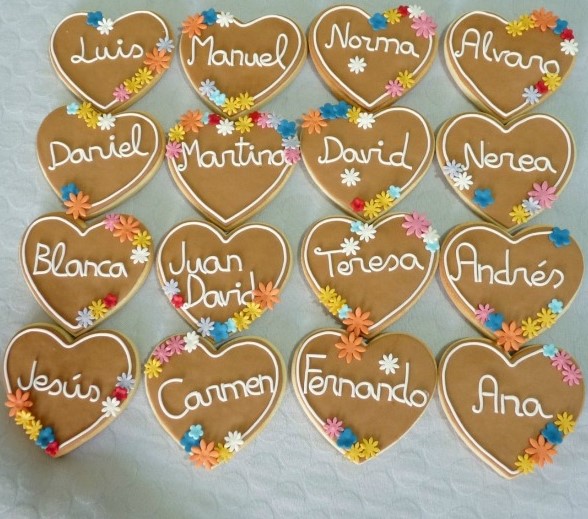 Luis
Manuel
Norma
Alvaro
Daniel
Martina
David
Nerea
Blanca
Juan
David
Teresa
Andrés
Jesús
Carmen
Fernando
Ana